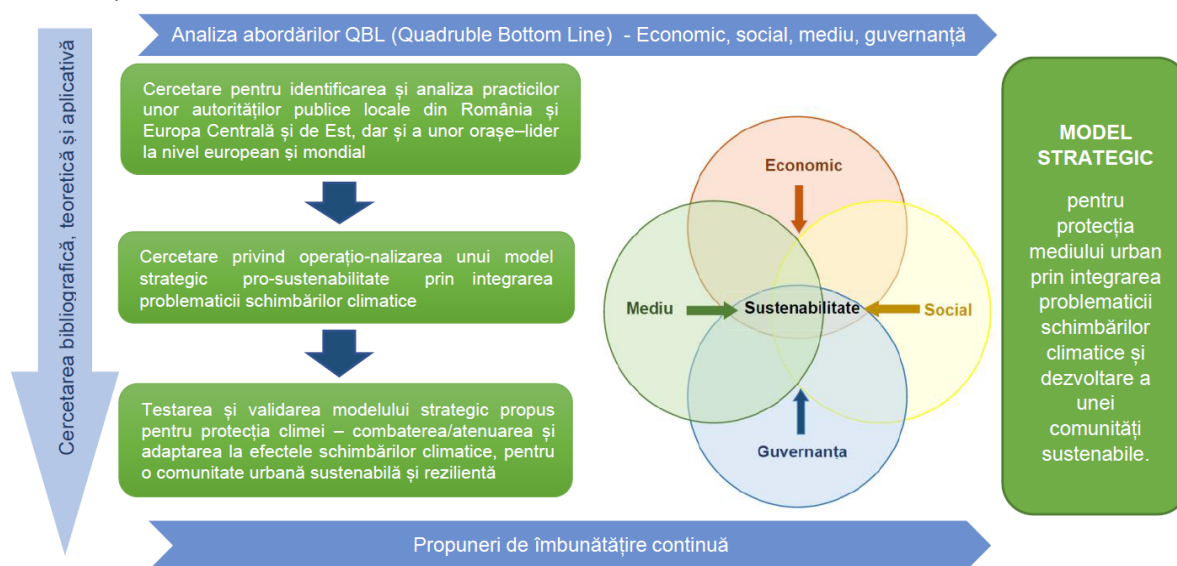 Analiza abordărilor QBL (Quadruble Bottom Line) - Economic, social, mediu, guvernanță
Cercetarea bibliografică, teoretică și aplicativă
Cercetare pentru identificarea și analiza practicilor
unor autorităților publice locale din România și
Europa Centrală și de Est, dar și a unor orașe–lider
la nivel european și mondial
Cercetare privind operațio-nalizarea unui model
strategic pro-sustenabilitate prin integrarea
problematicii schimbărilor climatice
Testarea și validarea modelului strategic propus
pentru protecția climei – combaterea/atenuarea și
adaptarea la efectele schimbărilor climatice, pentru
o comunitate urbană sustenabilă și rezilientă
Economic
Mediu
Sustenabilitate
Social
Guvernanța
MODEL
STRATEGIC
pentru
protecția
mediului urban
prin integrarea
problematicii
schimbărilor
climatice și
dezvoltare a
unei
comunități
sustenabile.
Propuneri de îmbunătățire continuă